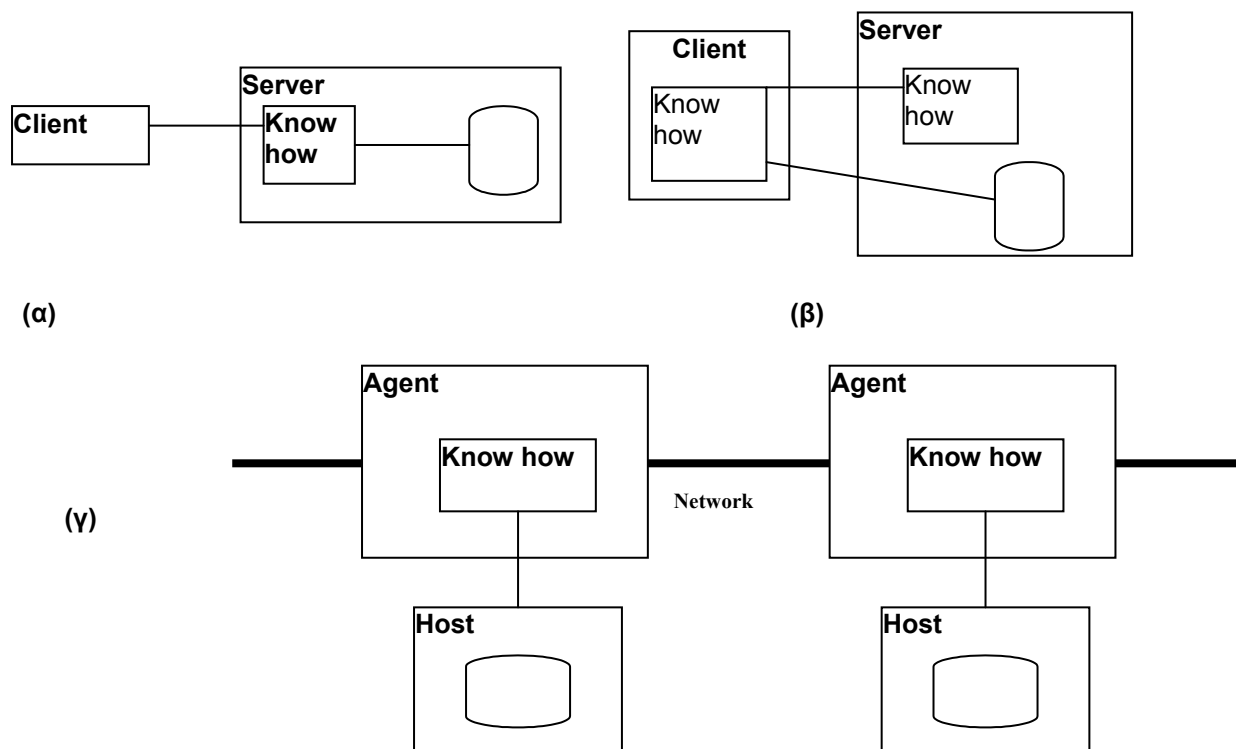 Client
Server
Know
how
(α)
Client
Know
how
Server
Know
how
(β)
(γ)
Agent
Know how
Host
Network
Agent
Know how
Host